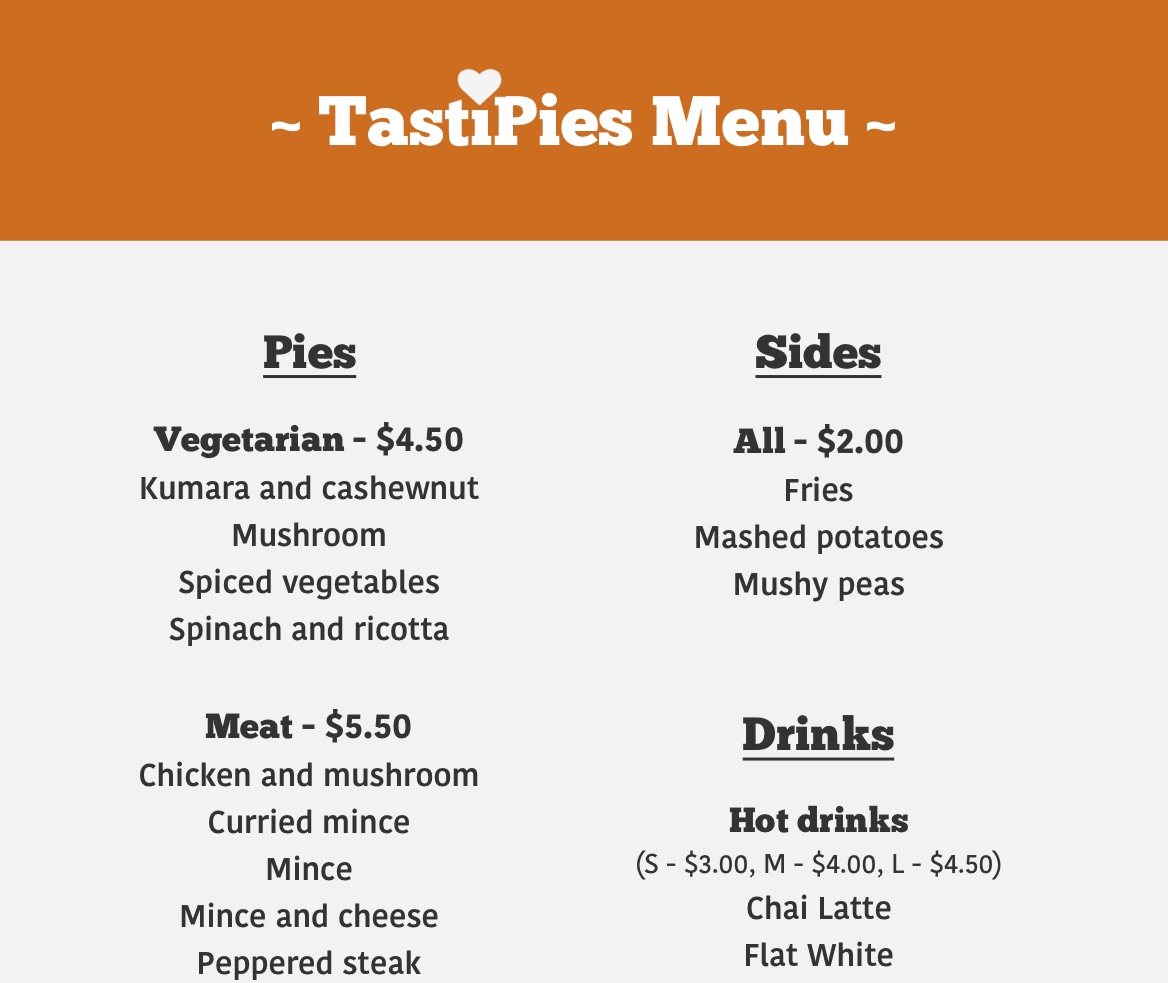 ~ TastiPies Menu ~
Pies
Vegetarian - $4.50
Kumara and cashewnut
Mushroom
Spiced vegetables
Spinach and ricotta
Meat - $5.50
Chicken and mushroom
Curried mince
Mince
Mince and cheese
Peppered steak
Sides
All - $2.00
Fries
Mashed potatoes
Mushy peas
Drinks
Hot drinks
(S - $3.00, M - $4.00, L - $4.50)
Chai Latte
Flat White